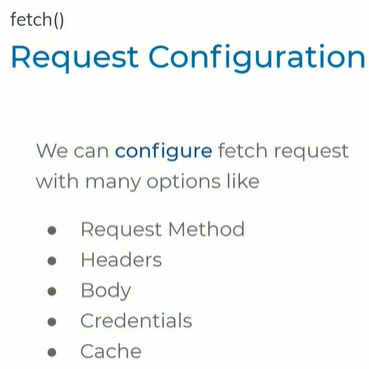 fetch()
Request Configuration
We can configure fetch request
with many options like
● Request Method
● Headers
● Body
● Credentials
● Cache